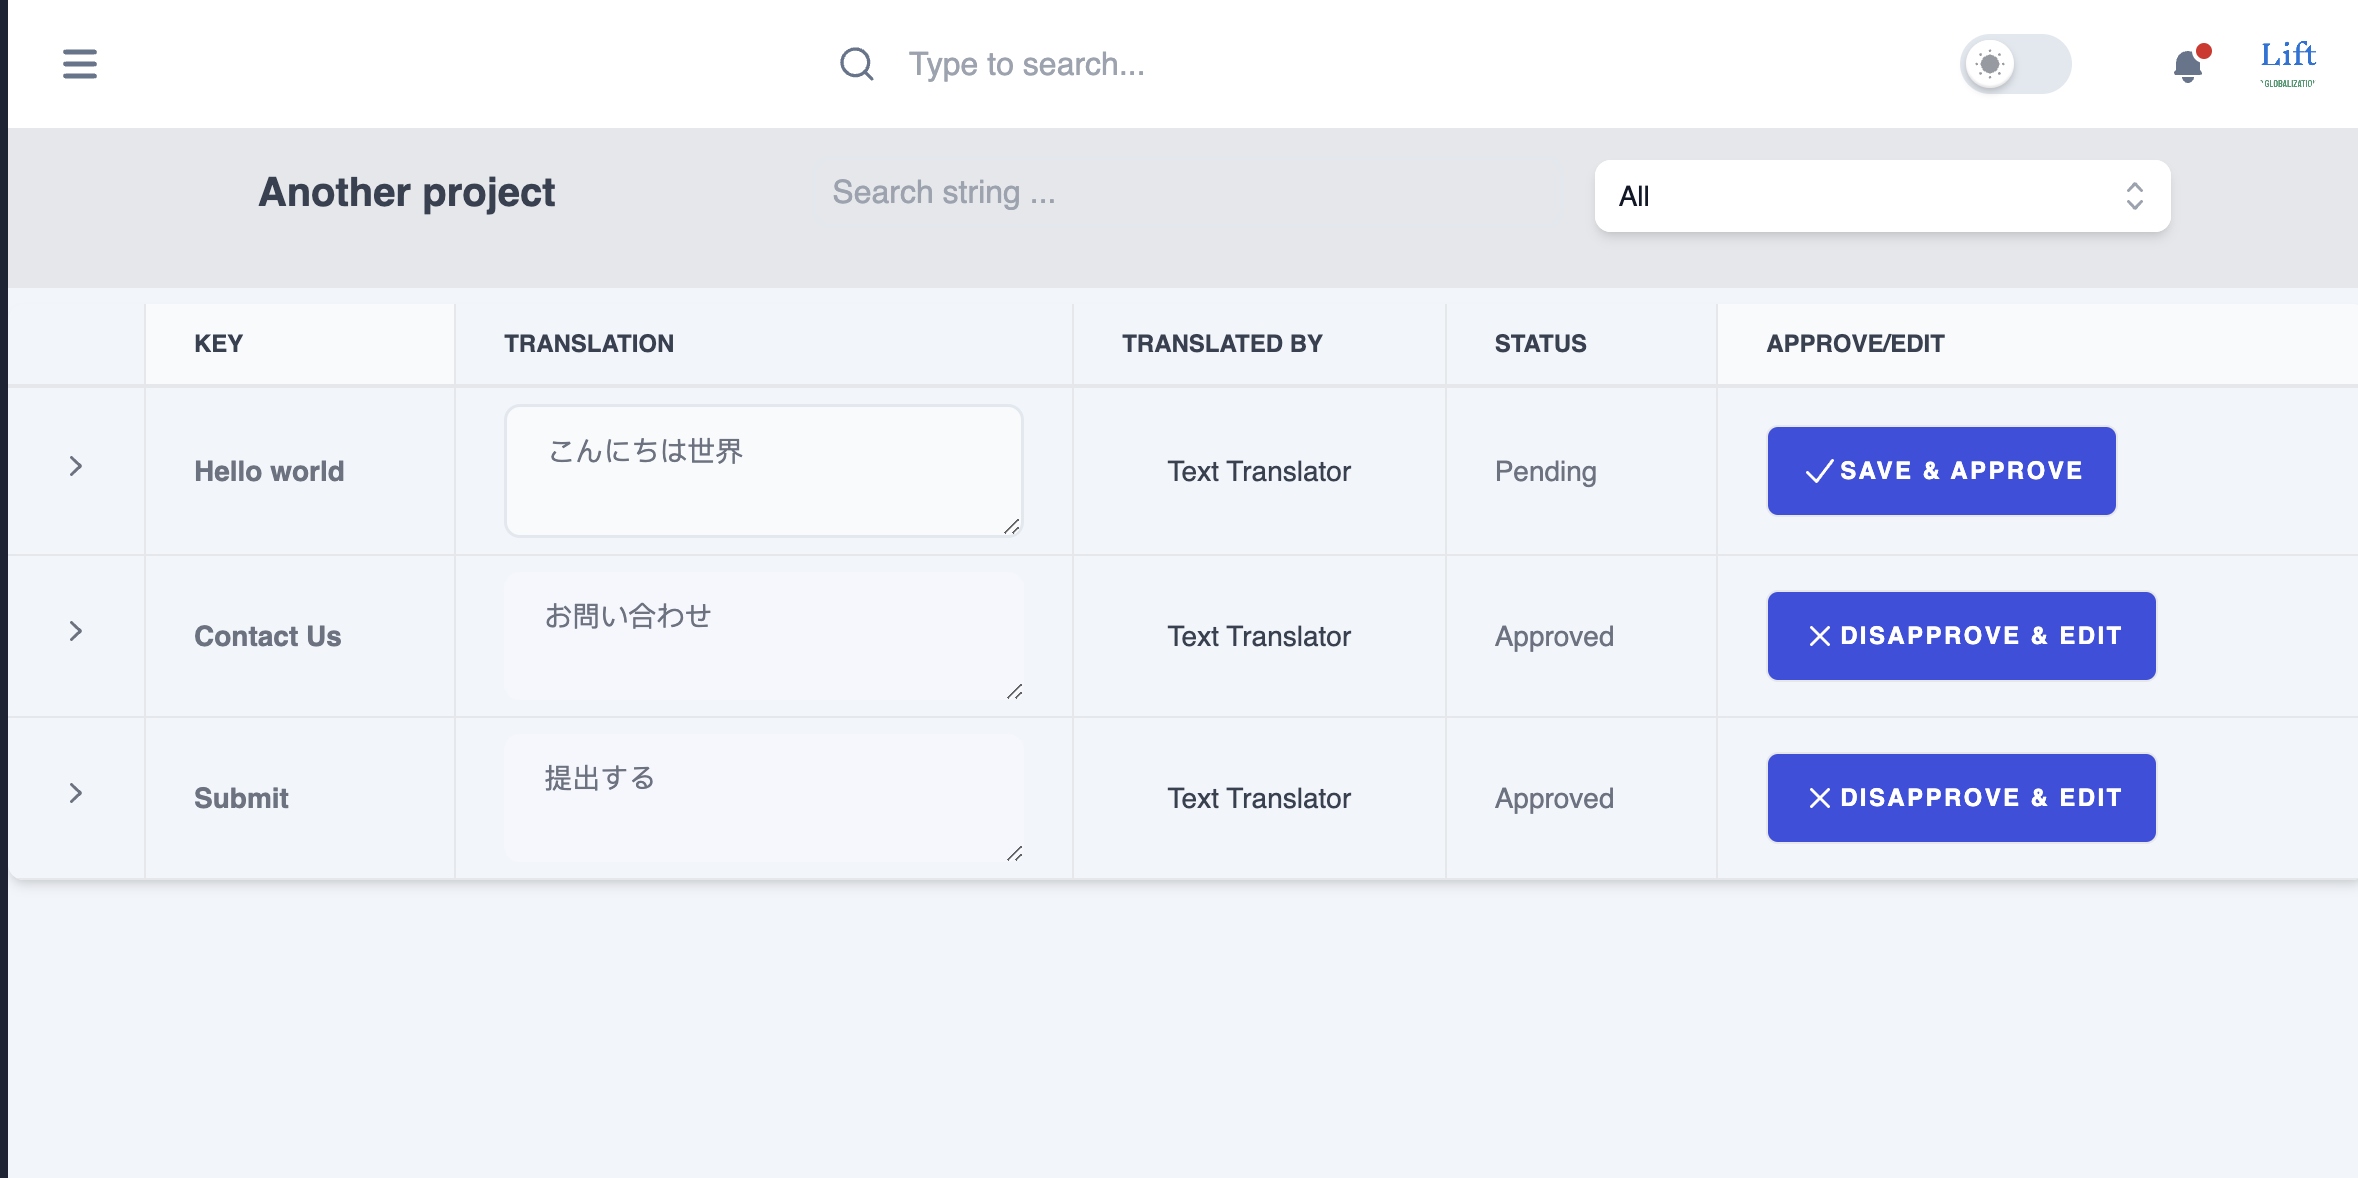 Type to search...
Lift
GLOBALIZATION
Another project
Search string ...
All
KEY
TRANSLATION
TRANSLATED BY
STATUS
APPROVE/EDIT
Hello world
こんにちは世界
Text Translator
Pending
SAVE & APPROVE
Contact Us
お問い合わせ
Text Translator
Approved
DISAPPROVE & EDIT
Submit
提出する
Text Translator
Approved
DISAPPROVE & EDIT